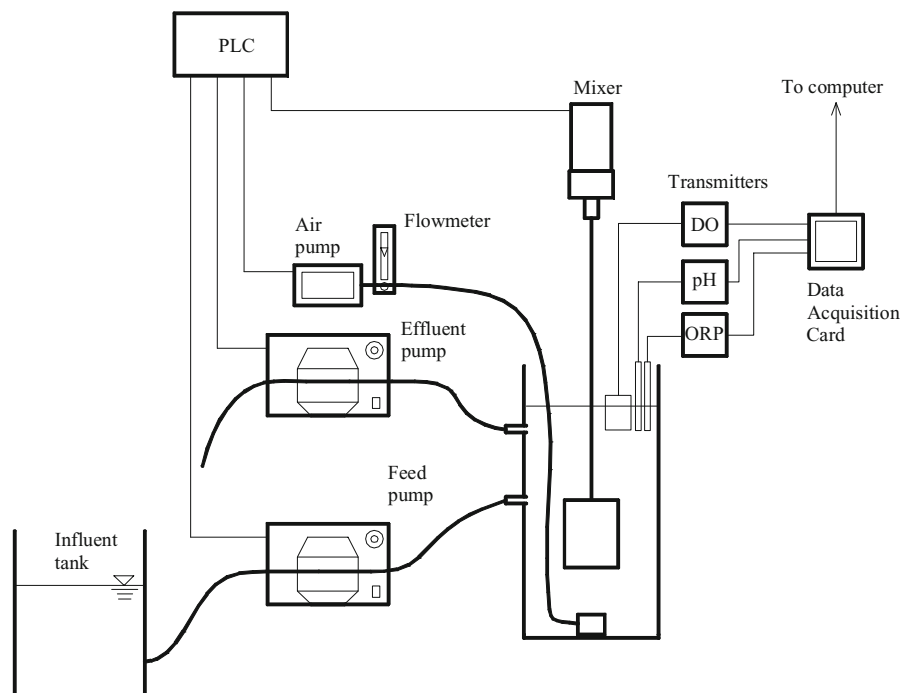 PLC
Mixer
To computer
Transmitters
DO
Flowmeter
Air
pump
pH
Data
Acquisition
Card
ORP
Effluent
pump
Feed
pump
Influent
tank